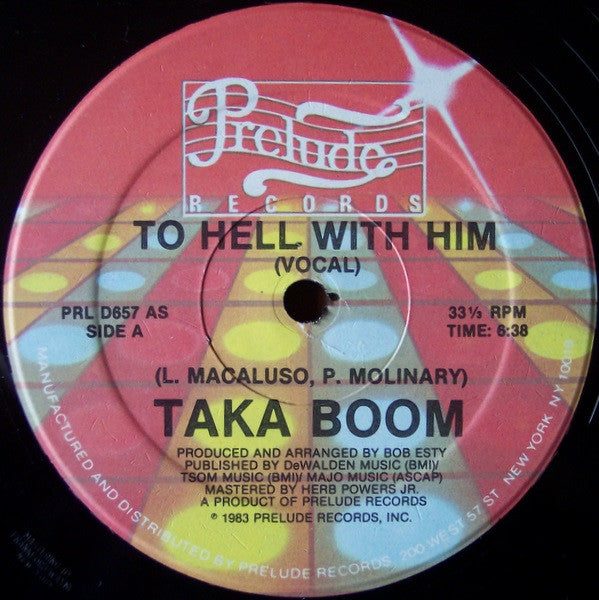 Prelude
RECORDS
TO HELL WITH HIM
(VOCAL)
PRL D657 AS
SIDE A
33⅓ RPM
TIME: 6:38
(L. MACALUSO, P. MOLINARY)
TAKA BOOM
PRODUCED AND ARRANGED BY BOB ESTY
PUBLISHED BY DeWALDEN MUSIC (BMI)/
TSOM MUSIC (BMI)/ MAJO MUSIC (ASCAP)
MASTERED BY HERB POWERS JR.
A PRODUCT OF PRELUDE RECORDS
℗ 1983 PRELUDE RECORDS, INC.
MANUFACTURED AND DISTRIBUTED BY PRELUDE RECORDS, 200 WEST 57 ST NEW YORK, NY 10019